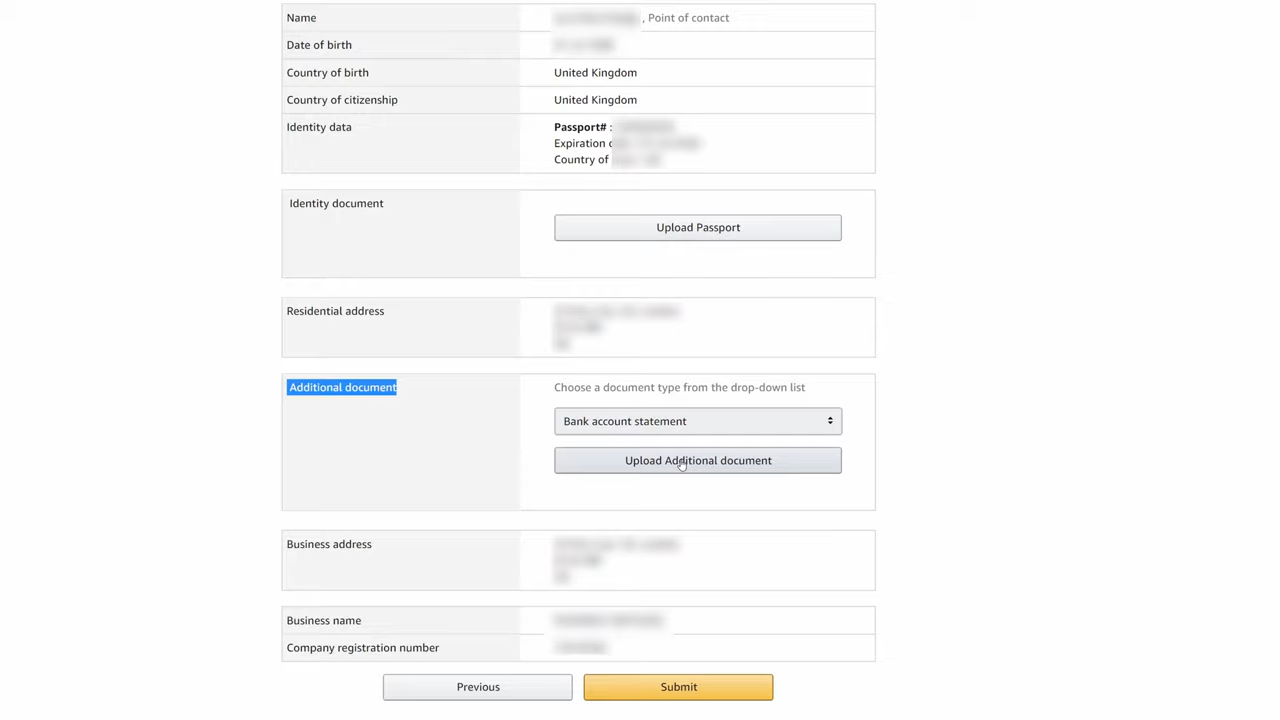 Name
, Point of contact
Date of birth
Country of birth
United Kingdom
Country of citizenship
United Kingdom
Identity data
Passport# :
Expiration
Country of
Identity document
Upload Passport
Residential address
Additional document
Choose a document type from the drop-down list
Bank account statement
Upload Additional document
Business address
Business name
Company registration number
Previous
Submit